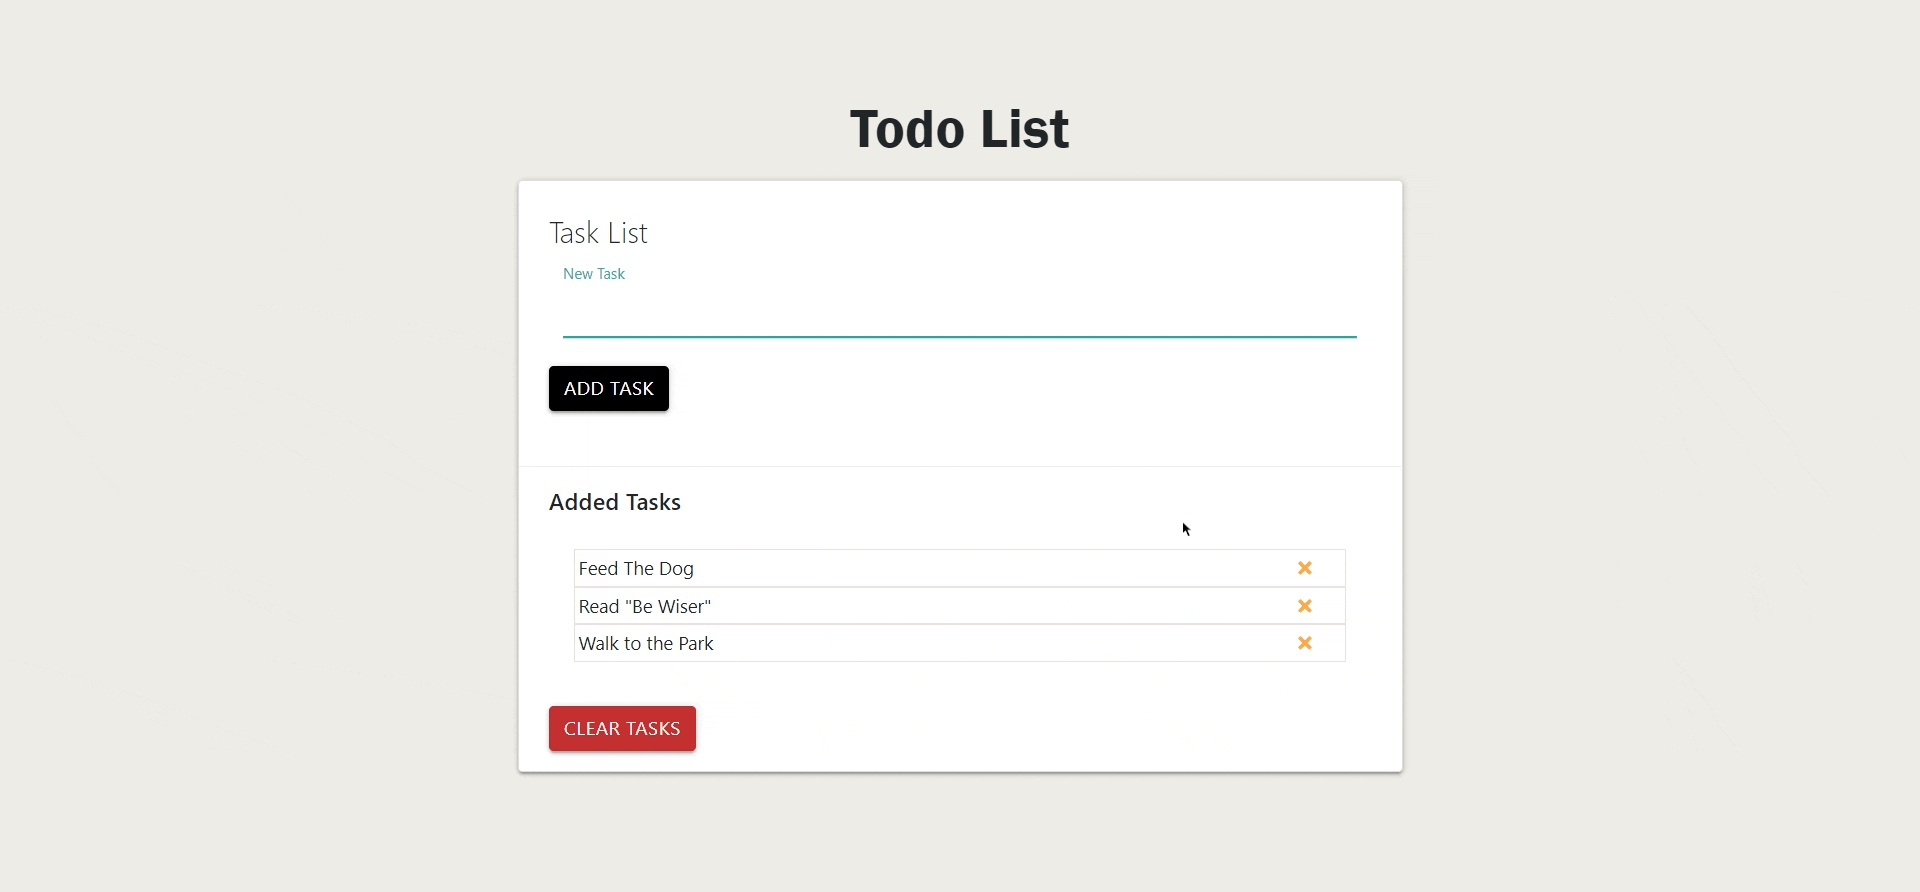 Todo List
Task List
New Task
ADD TASK
Added Tasks
Feed The Dog
Read "Be Wiser"
Walk to the Park
CLEAR TASKS